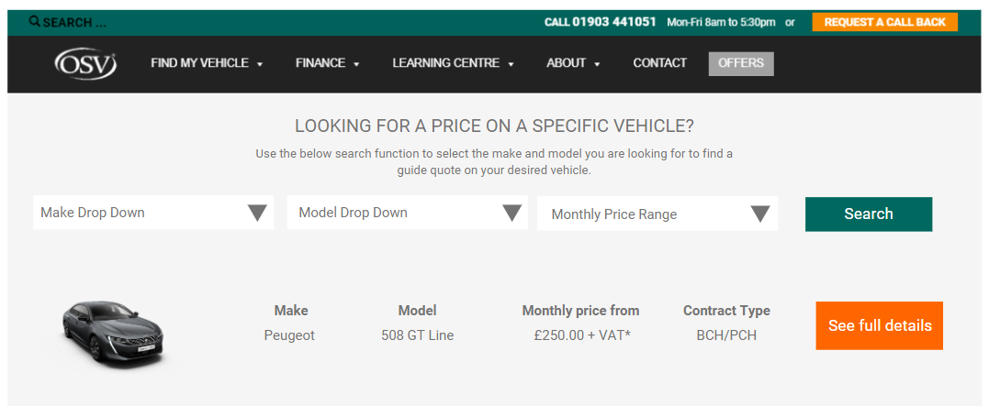 SEARCH ...
CALL 01903 441051 Mon-Fri 8am to 5:30pm or REQUEST A CALL BACK
OSV FIND MY VEHICLE FINANCE LEARNING CENTRE ABOUT CONTACT OFFERS
LOOKING FOR A PRICE ON A SPECIFIC VEHICLE?
Use the below search function to select the make and model you are looking for to find a
guide quote on your desired vehicle.
Make Drop Down Model Drop Down Monthly Price Range Search
Make Model Monthly price from Contract Type
Peugeot 508 GT Line £250.00 + VAT* BCH/PCH
See full details